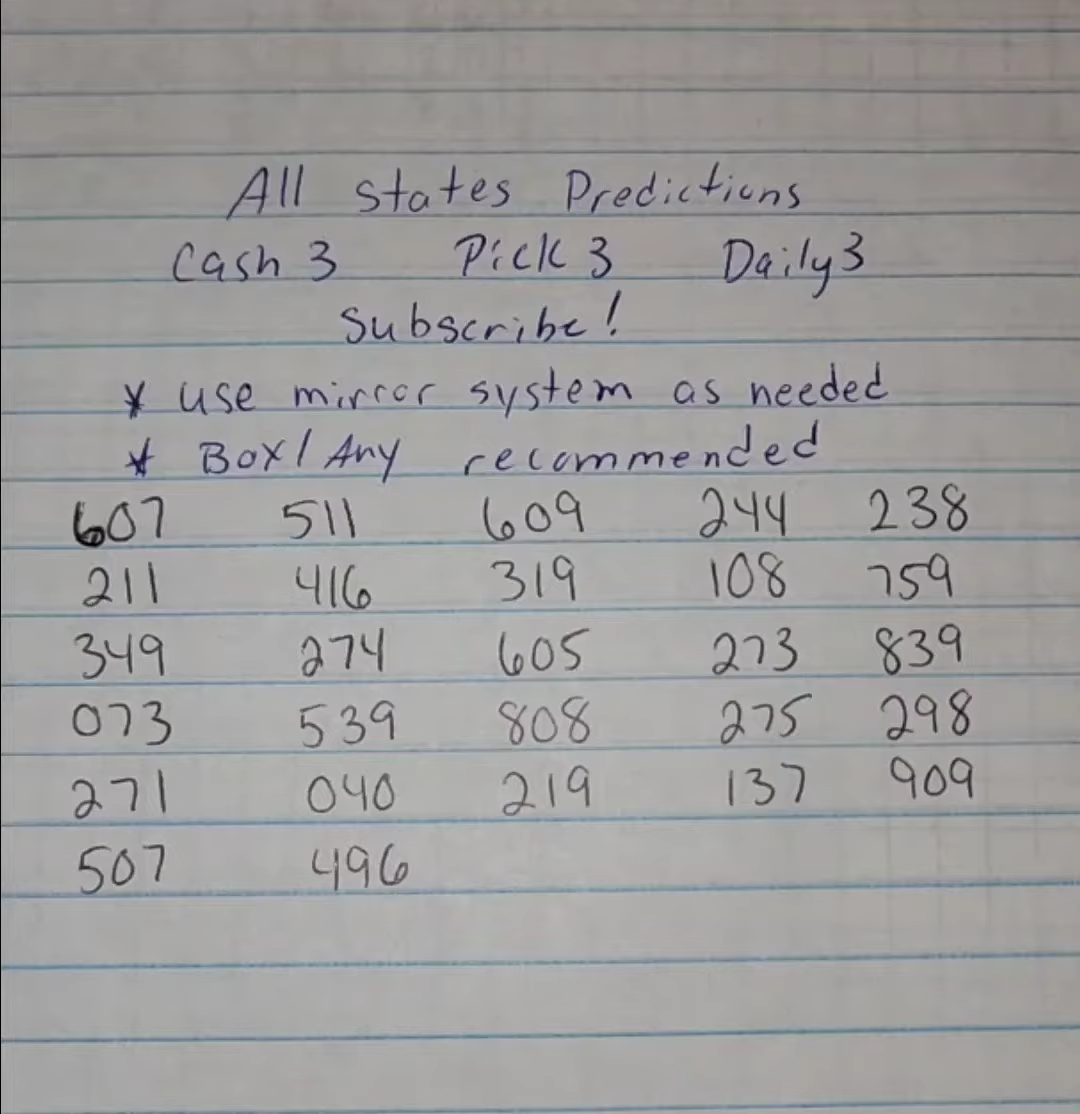 All states Predictions
Cash 3 Pick 3 Daily 3
Subscribe!
* use mirror system as needed
* Box/Any recommended
607 511 609 244 238
211 416 319 108 759
349 274 605 273 839
073 539 808 275 298
271 040 219 137 909
507 496